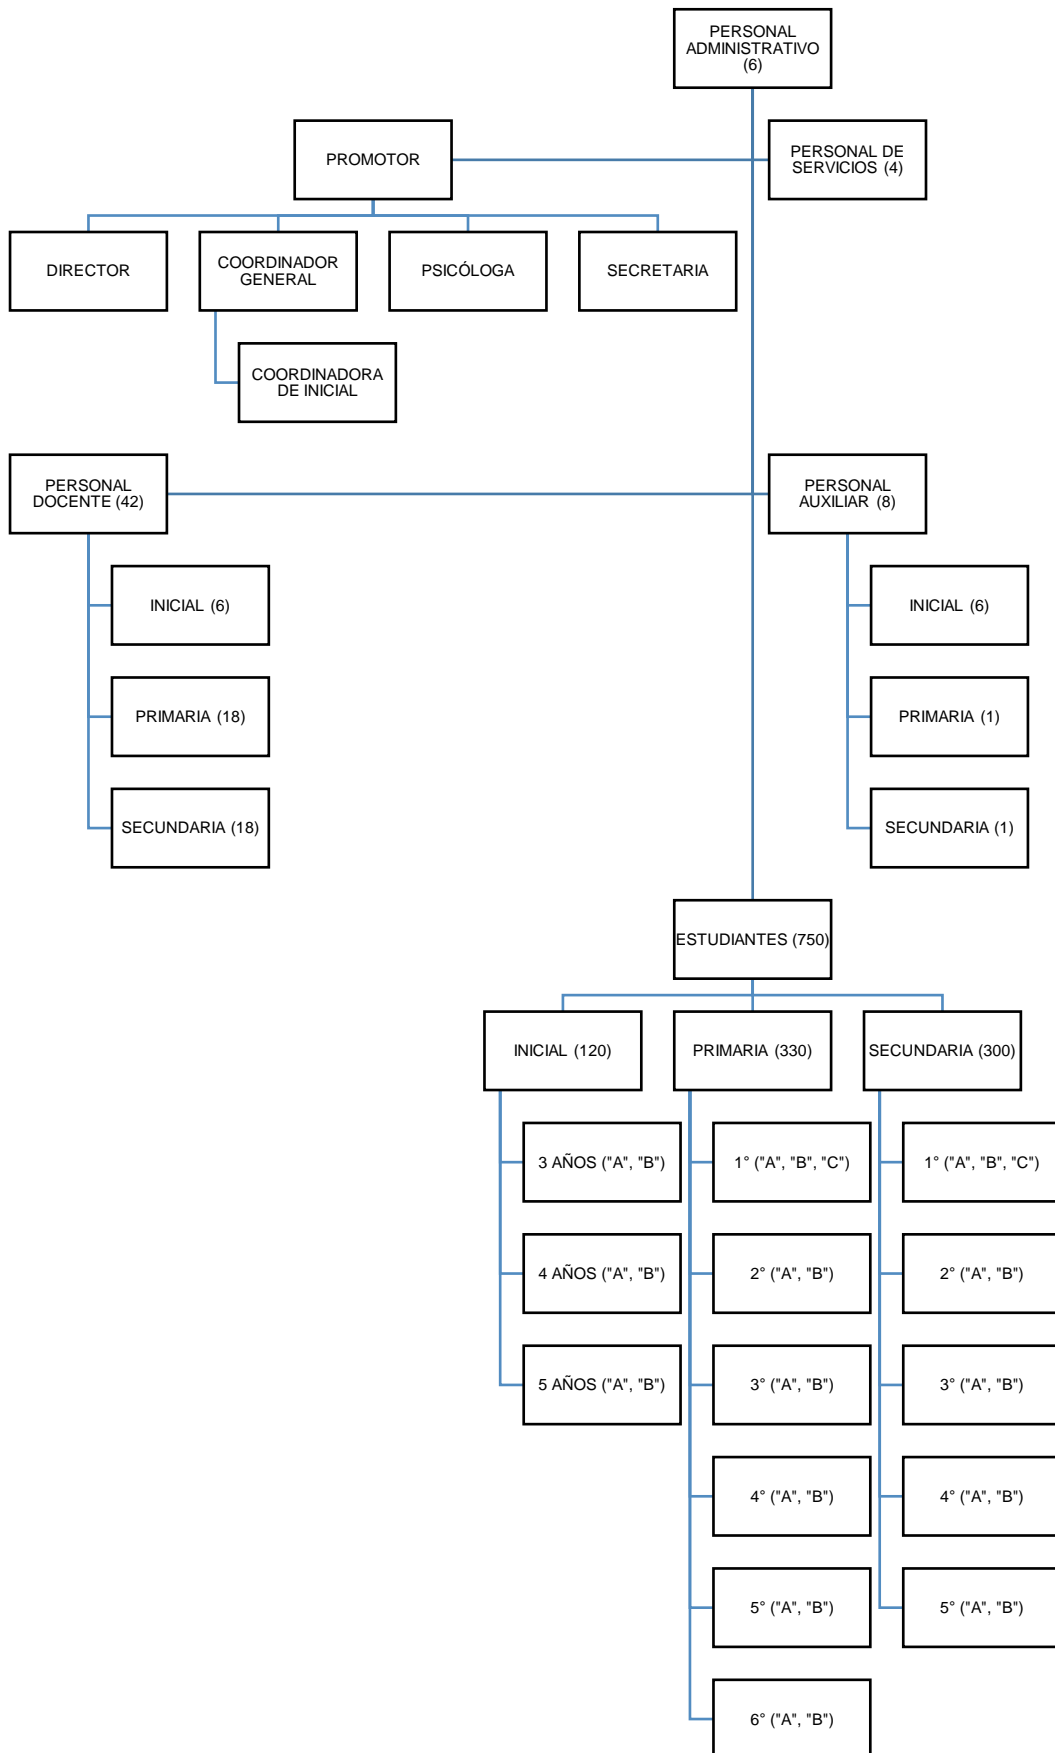 PERSONAL
ADMINISTRATIVO
(6)
PROMOTOR
PERSONAL DE
SERVICIOS (4)
DIRECTOR
COORDINADOR
GENERAL
PSICÓLOGA
SECRETARIA
COORDINADORA
DE INICIAL
PERSONAL
DOCENTE (42)
PERSONAL
AUXILIAR (8)
INICIAL (6)
INICIAL (6)
PRIMARIA (18)
PRIMARIA (1)
SECUNDARIA (18)
SECUNDARIA (1)
ESTUDIANTES (750)
INICIAL (120)
PRIMARIA (330)
SECUNDARIA (300)
3 AÑOS ("A", "B")
1° ("A", "B", "C")
1° ("A", "B", "C")
4 AÑOS ("A", "B")
2° ("A", "B")
2° ("A", "B")
5 AÑOS ("A", "B")
3° ("A", "B")
3° ("A", "B")
4° ("A", "B")
4° ("A", "B")
5° ("A", "B")
5° ("A", "B")
6° ("A", "B")